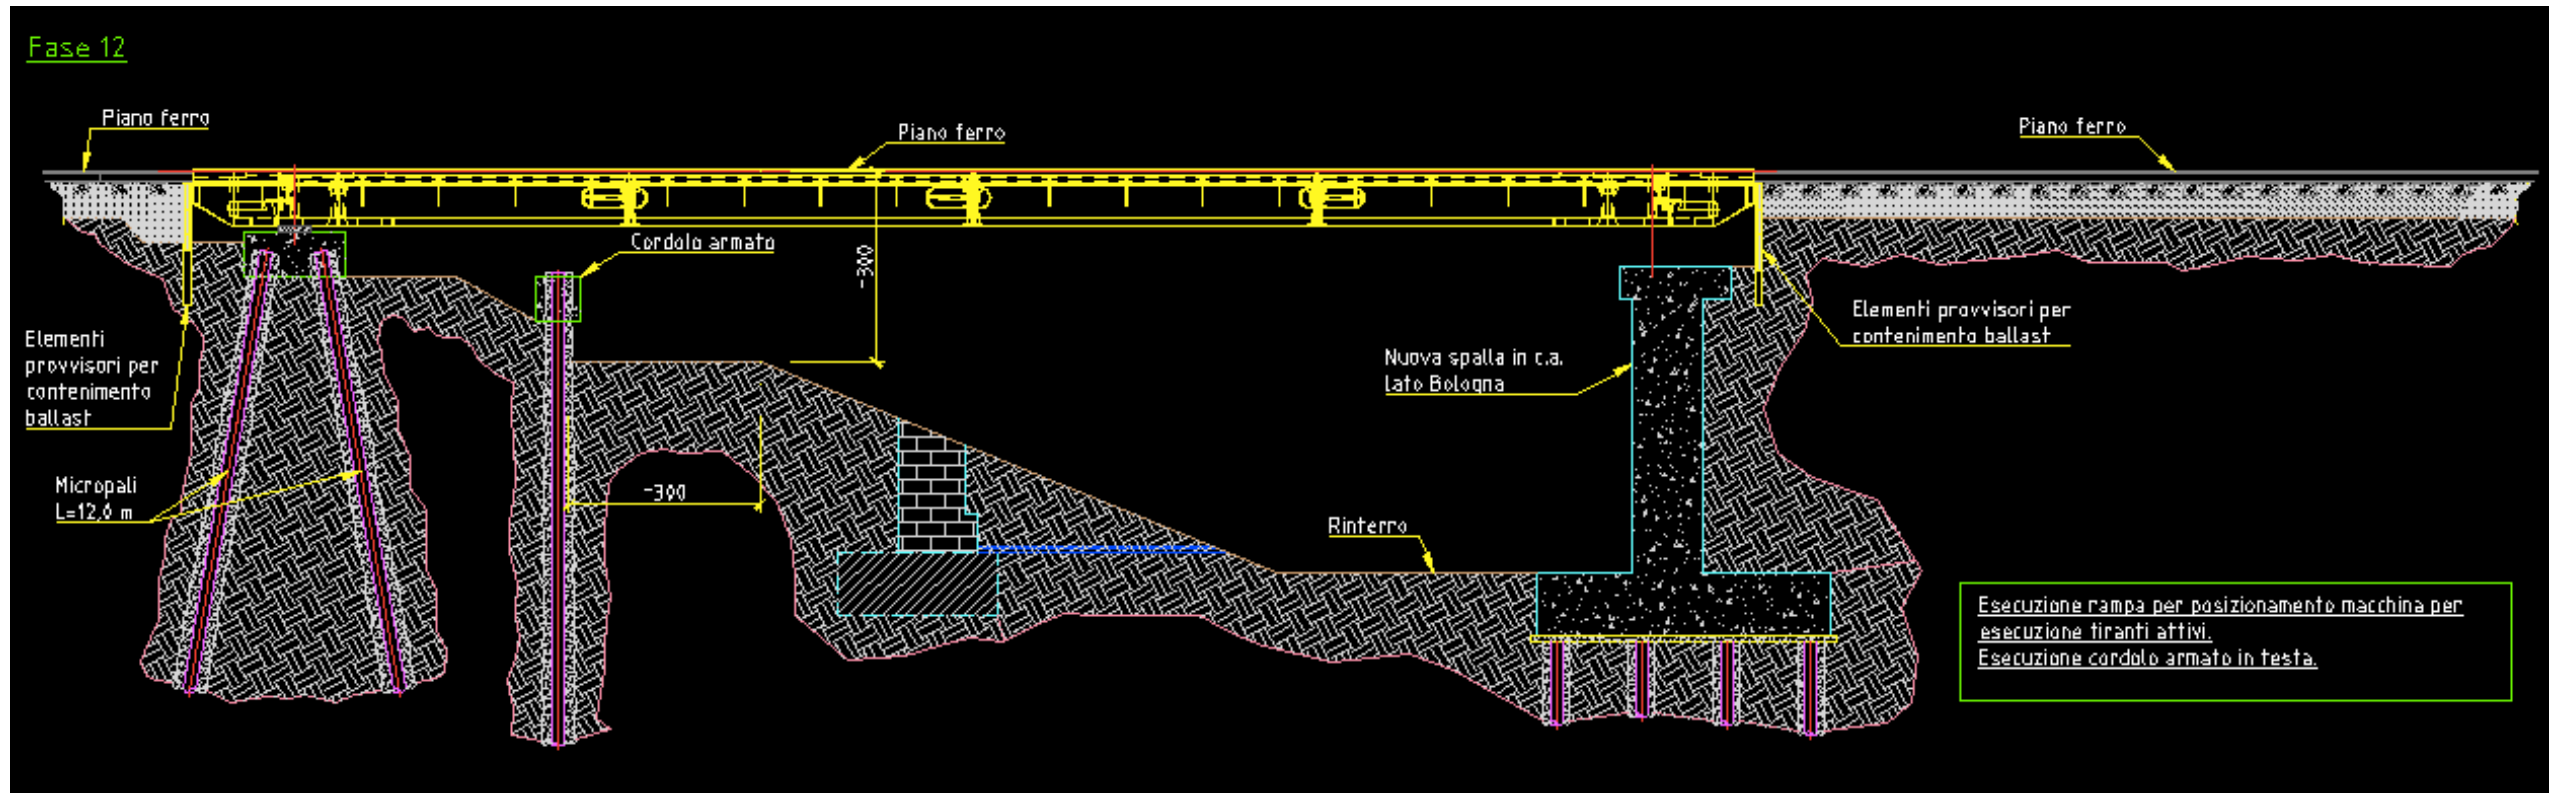 Fase 12
Piano ferro
Piano ferro
Piano ferro
Cordolo armato
~300
Elementi
provvisori per
contenimento
ballast
Elementi provvisori per
contenimento ballast
Nuova spalla in c.a.
lato Bologna
Micropali
L=12,0 m
~300
Rinterro
Esecuzione rampa per posizionamento macchina per
esecuzione tiranti attivi.
Esecuzione cordolo armato in testa.